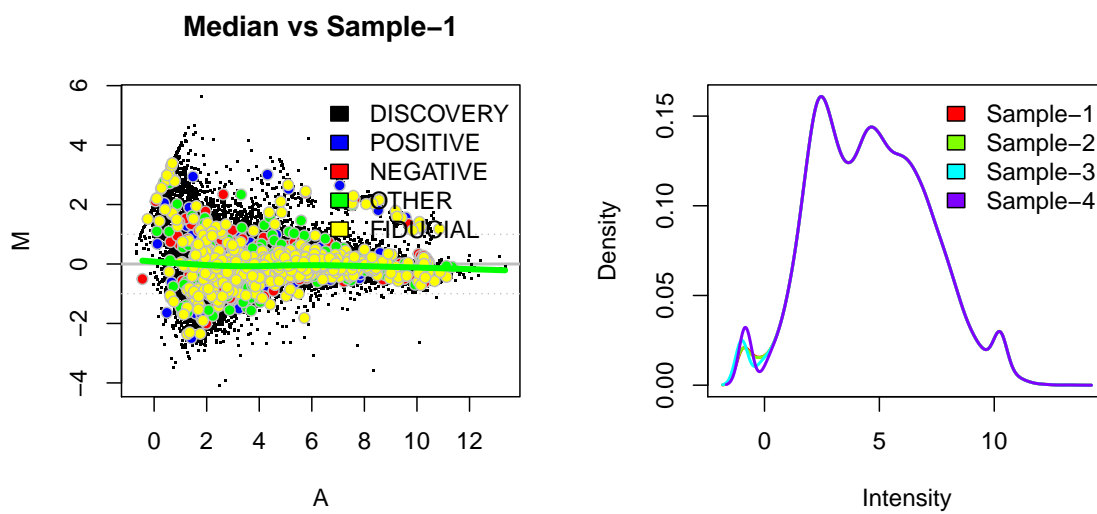 Median vs Sample−1
M
6
4
2
0
−2
−4
DISCOVERY
POSITIVE
NEGATIVE
OTHER
FIDUCIAL
0 2 4 6 8 10 12
A
Density
0.15
0.10
0.05
0.00
Sample−1
Sample−2
Sample−3
Sample−4
0 5 10
Intensity